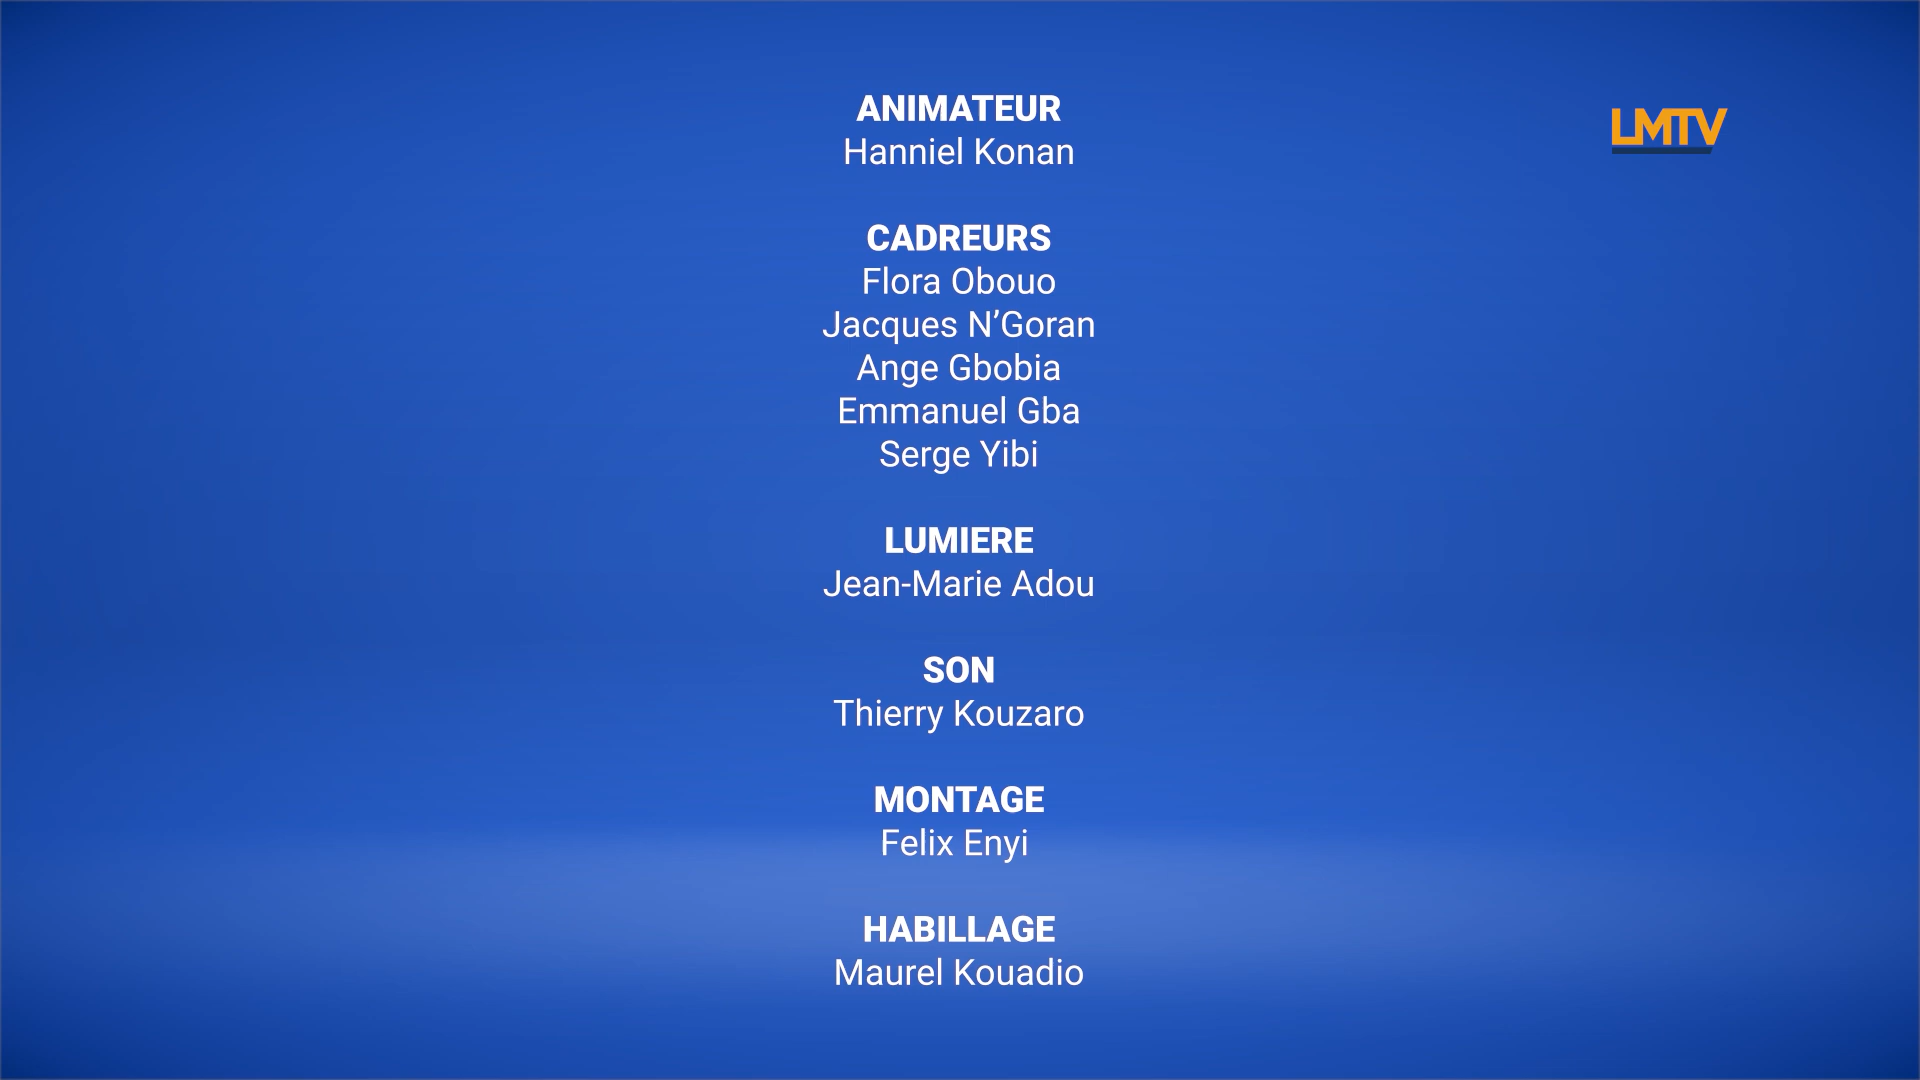 ANIMATEUR
Hanniel Konan
LMTV
CADREURS
Flora Obouo
Jacques N’Goran
Ange Gbobia
Emmanuel Gba
Serge Yibi
LUMIERE
Jean-Marie Adou
SON
Thierry Kouzaro
MONTAGE
Felix Enyi
HABILLAGE
Maurel Kouadio